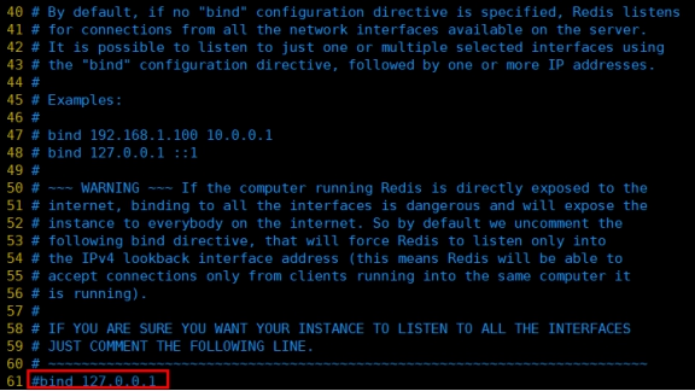 40 # By default, if no "bind" configuration directive is specified, Redis listens
41 # for connections from all the network interfaces available on the server.
42 # It is possible to listen to just one or multiple selected interfaces using
43 # the "bind" configuration directive, followed by one or more IP addresses.
44 #
45 # Examples:
46 #
47 # bind 192.168.1.100 10.0.0.1
48 # bind 127.0.0.1 ::1
49 #
50 # ~~~ WARNING ~~~ If the computer running Redis is directly exposed to the
51 # internet, binding to all the interfaces is dangerous and will expose the
52 # instance to everybody on the internet. So by default we uncomment the
53 # following bind directive, that will force Redis to listen only into
54 # the IPv4 lookback interface address (this means Redis will be able to
55 # accept connections only from clients running into the same computer it
56 # is running).
57 #
58 # IF YOU ARE SURE YOU WANT YOUR INSTANCE TO LISTEN TO ALL THE INTERFACES
59 # JUST COMMENT THE FOLLOWING LINE.
60 # ~~~~~~~~~~~~~~~~~~~~~~~~~~~~~~~~~~~~~~~~~~~~~~~~~~~~~~~~~~~~~~~~~~~~~~~~
61 #bind 127.0.0.1